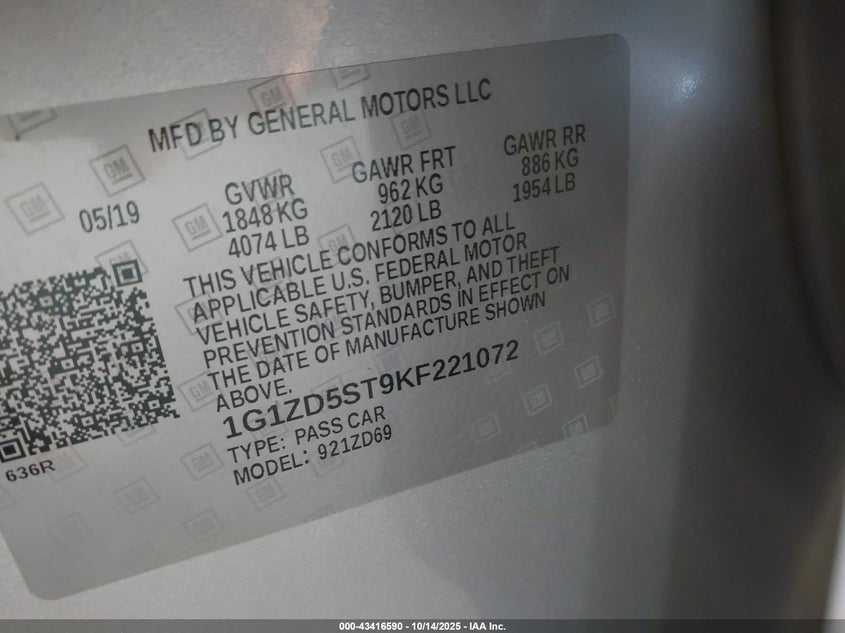 MFD BY GENERAL MOTORS LLC
05/19
GVWR
1848 KG
4074 LB
GAWR FRT
962 KG
2120 LB
GAWR RR
886 KG
1954 LB
THIS VEHICLE CONFORMS TO ALL
APPLICABLE U.S. FEDERAL MOTOR
VEHICLE SAFETY, BUMPER, AND THEFT
PREVENTION STANDARDS IN EFFECT ON
THE DATE OF MANUFACTURE SHOWN
ABOVE.
1G1ZD5ST9KF221072
TYPE: PASS CAR
MODEL: 921ZD69
636R
000-43416590 - 10/14/2025 - IAA Inc.